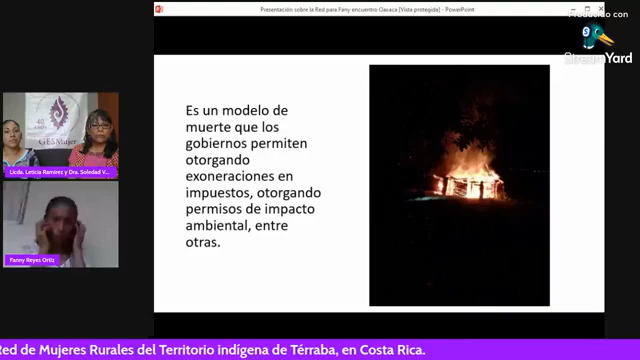 Presentación sobre la Red para Fany encuentro Oaxaca [Vista protegida] - PowerPoint
Producido con
StreamYard
Es un modelo de
muerte que los
gobiernos permiten
otorgando
exoneraciones en
impuestos, otorgando
permisos de impacto
ambiental, entre
otras.
40
GESMujer
Licda. Leticia Ramírez y Dra. Soledad V...
Fanny Reyes Ortiz
Red de Mujeres Rurales del Territorio indígena de Térraba, en Costa Rica.